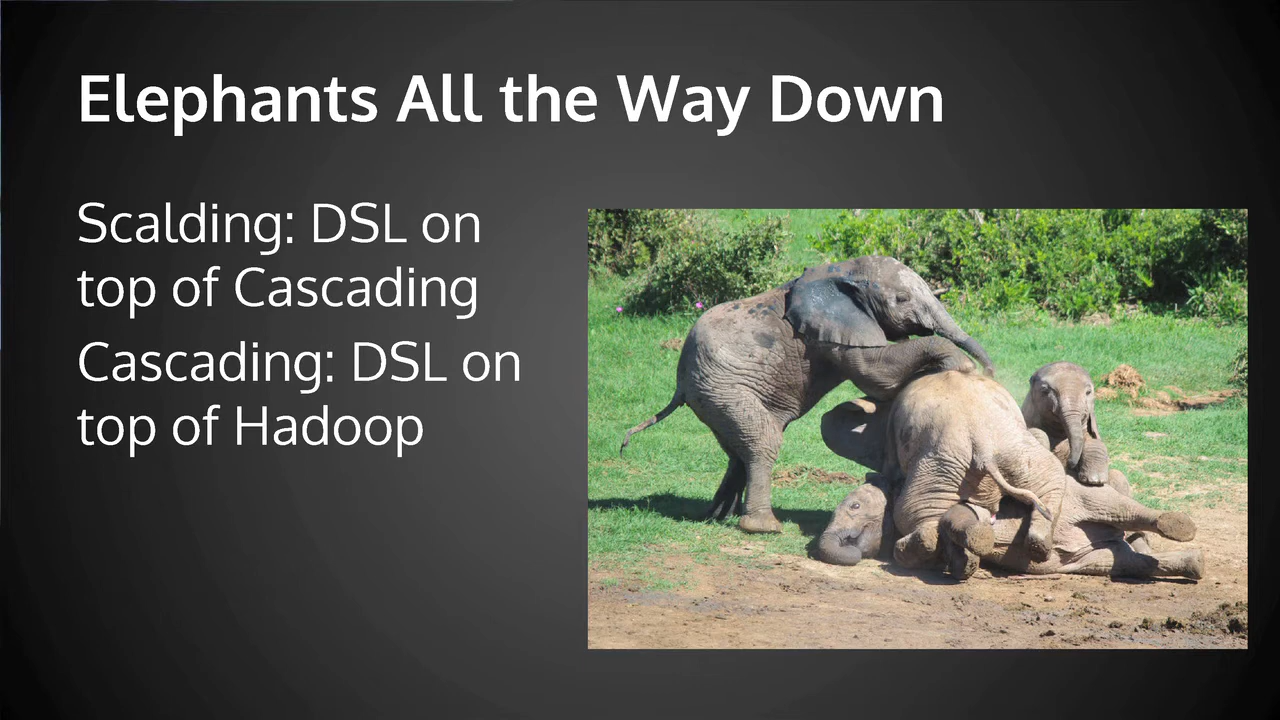 Elephants All the Way Down
Scalding: DSL on
top of Cascading
Cascading: DSL on
top of Hadoop